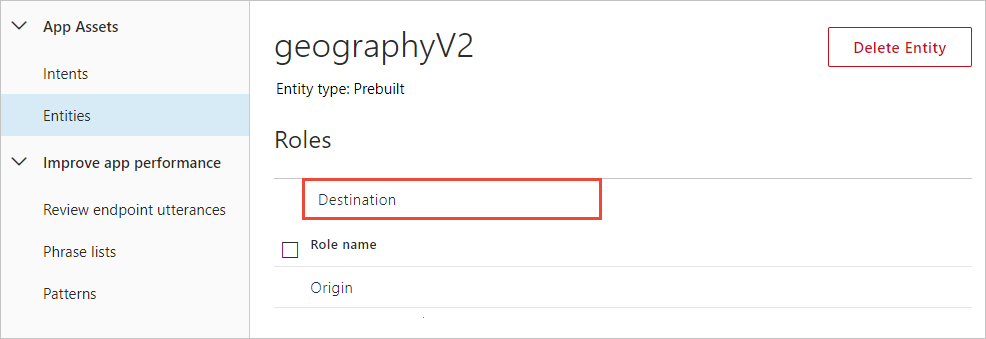 App Assets
Intents
Entities
Improve app performance
Review endpoint utterances
Phrase lists
Patterns
geographyV2
Delete Entity
Entity type: Prebuilt
Roles
Destination
Role name
Origin